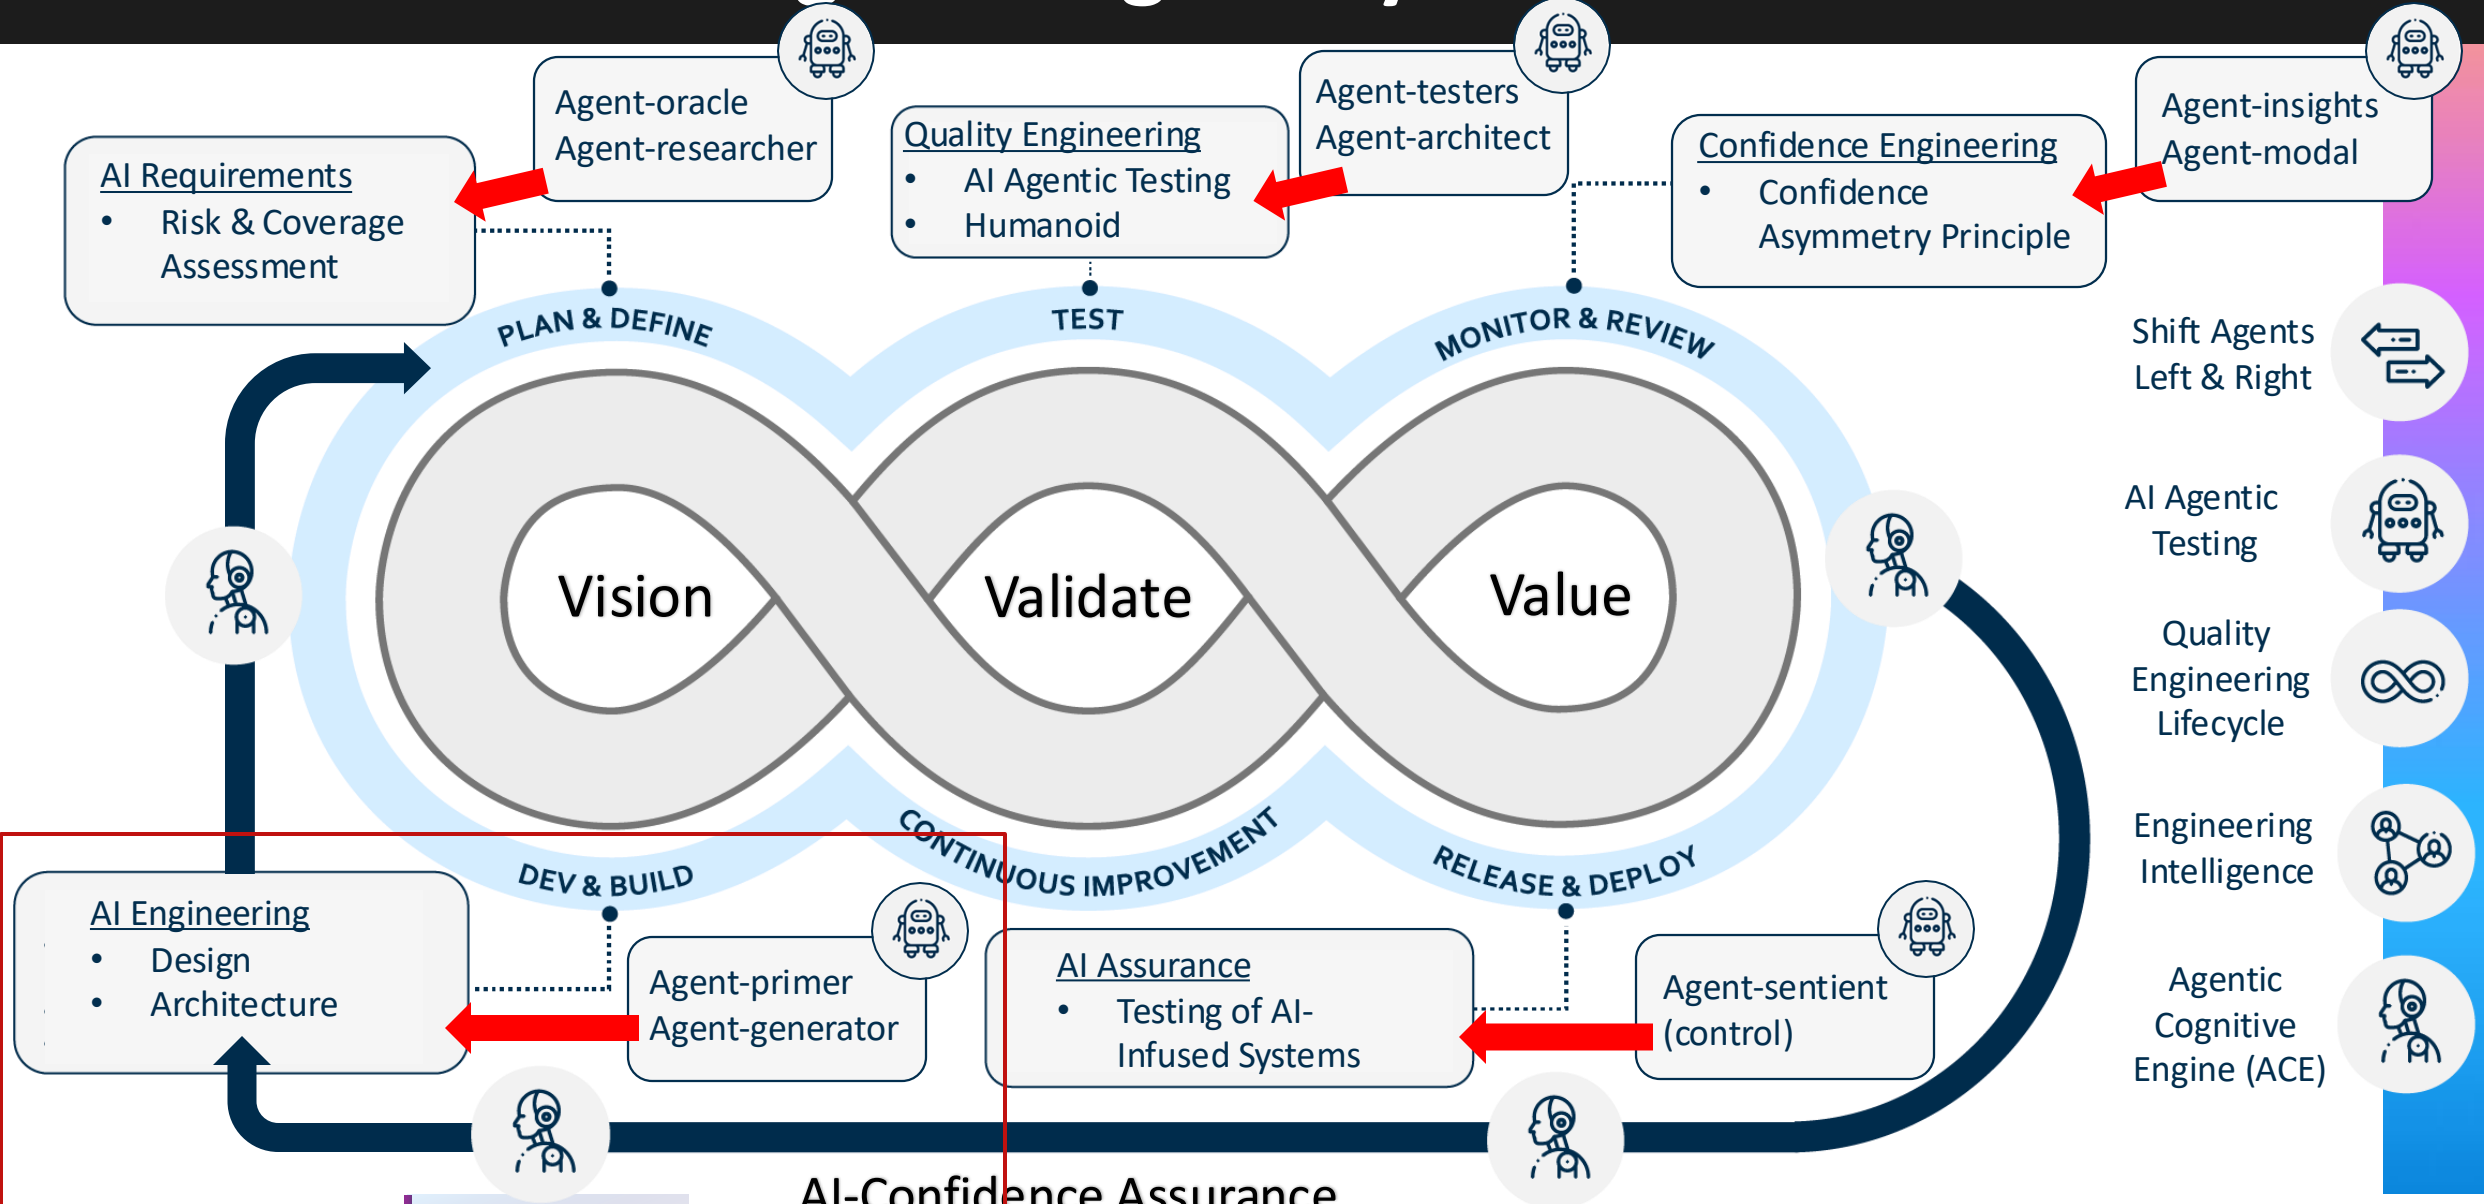 Agent-oracle
Agent-researcher
AI Requirements
• Risk & Coverage
Assessment
Agent-testers
Agent-architect
Quality Engineering
• AI Agentic Testing
• Humanoid
Agent-insights
Agent-modal
Confidence Engineering
• Confidence
Asymmetry Principle
PLAN & DEFINE
TEST
MONITOR & REVIEW
Vision
Validate
Value
DEV & BUILD
CONTINUOUS IMPROVEMENT
RELEASE & DEPLOY
AI Engineering
• Design
• Architecture
Agent-primer
Agent-generator
AI Assurance
• Testing of AI-
Infused Systems
Agent-sentient
(control)
AI-Confidence Assurance
Shift Agents
Left & Right
AI Agentic
Testing
Quality
Engineering
Lifecycle
Engineering
Intelligence
Agentic
Cognitive
Engine (ACE)